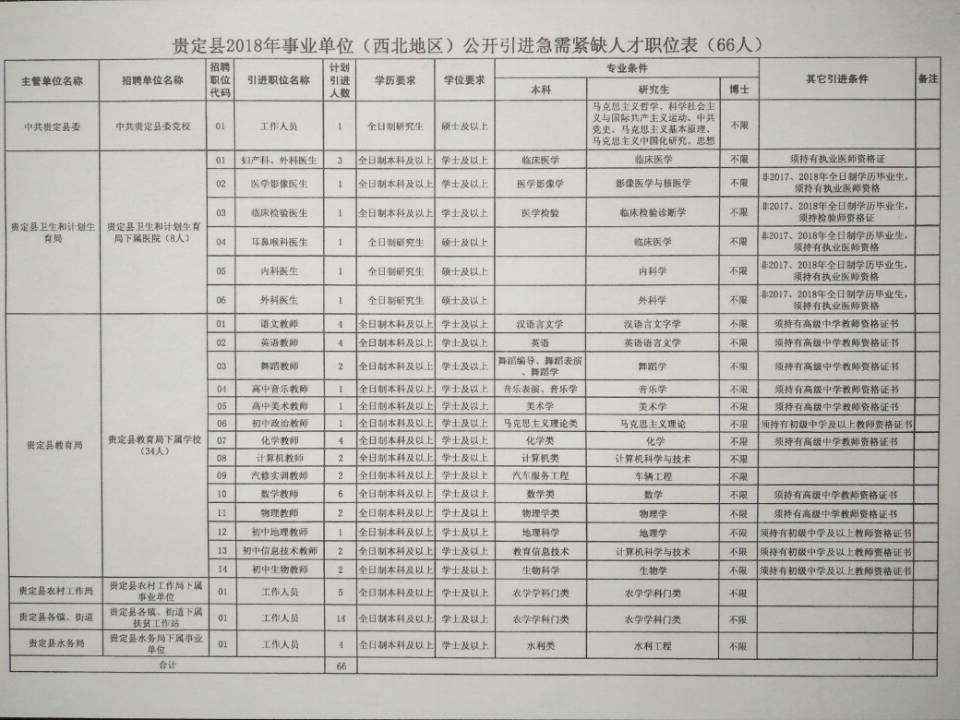 贵定县2018年事业单位（西北地区）公开引进急需紧缺人才职位表（66人）
主管单位名称 招聘单位名称 招聘职位代码 引进职位名称 计划引进人数 学历要求 学位要求 专业条件 其它引进条件 备注
本科 研究生 博士
中共贵定县委 中共贵定县委党校 01 工作人员 1 全日制研究生 硕士及以上 马克思主义哲学、科学社会主义与国际共产主义运动、中共党史、马克思主义基本原理、马克思主义中国化研究、思想 不限
贵定县卫生和计划生育局 贵定县卫生和计划生育局下属医院（8人） 01 妇产科、外科医生 3 全日制本科及以上 学士及以上 临床医学 临床医学 不限 须持有执业医师资格证
02 医学影像医生 1 全日制本科及以上 学士及以上 医学影像学 影像医学与核医学 不限 非2017、2018年全日制学历毕业生，须持有执业医师资格
03 临床检验医生 1 全日制本科及以上 学士及以上 医学检验 临床检验诊断学 不限 非2017、2018年全日制学历毕业生，须持检验师资格证
04 耳鼻喉科医生 1 全日制研究生 硕士及以上 临床医学 不限 非2017、2018年全日制学历毕业生，须持有执业医师资格
05 内科医生 1 全日制研究生 硕士及以上 内科学 不限 非2017、2018年全日制学历毕业生，须持有执业医师资格
06 外科医生 1 全日制研究生 硕士及以上 外科学 不限 非2017、2018年全日制学历毕业生，须持有执业医师资格
贵定县教育局 贵定县教育局下属学校（34人） 01 语文教师 4 全日制本科及以上 学士及以上 汉语言文学 汉语言文字学 不限 须持有高级中学教师资格证书
02 英语教师 4 全日制本科及以上 学士及以上 英语 英语语言文学 不限 须持有高级中学教师资格证书
03 舞蹈教师 2 全日制本科及以上 学士及以上 舞蹈编导、舞蹈表演、舞蹈学 舞蹈学 不限 须持有高级中学教师资格证书
04 高中音乐教师 1 全日制本科及以上 学士及以上 音乐表演、音乐学 音乐学 不限 须持有高级中学教师资格证书
05 高中美术教师 1 全日制本科及以上 学士及以上 美术学 美术学 不限 须持有高级中学教师资格证书
06 初中政治教师 1 全日制本科及以上 学士及以上 马克思主义理论类 马克思主义理论 不限 须持有初级中学及以上教师资格证书
07 化学教师 4 全日制本科及以上 学士及以上 化学类 化学 不限 须持有高级中学教师资格证书
08 计算机教师 2 全日制本科及以上 学士及以上 计算机类 计算机科学与技术 不限
09 汽修实训教师 2 全日制本科及以上 学士及以上 汽车服务工程 车辆工程 不限
10 数学教师 6 全日制本科及以上 学士及以上 数学类 数学 不限 须持有高级中学教师资格证书
11 物理教师 2 全日制本科及以上 学士及以上 物理学类 物理学 不限 须持有高级中学教师资格证书
12 初中地理教师 1 全日制本科及以上 学士及以上 地理科学 地理学 不限 须持有初级中学及以上教师资格证书
13 初中信息技术教师 2 全日制本科及以上 学士及以上 教育信息技术 计算机科学与技术 不限 须持有初级中学及以上教师资格证书
14 初中生物教师 2 全日制本科及以上 学士及以上 生物科学 生物学 不限 须持有初级中学及以上教师资格证书
贵定县农村工作局 贵定县农村工作局下属事业单位 01 工作人员 5 全日制本科及以上 学士及以上 农学学科门类 农学学科门类 不限
贵定县各镇、街道 贵定县各镇、街道下属扶贫工作站 01 工作人员 14 全日制本科及以上 学士及以上 农学学科门类 农学学科门类 不限
贵定县水务局 贵定县水务局下属事业单位 01 工作人员 4 全日制本科及以上 学士及以上 水利类 水利工程 不限
合计 66